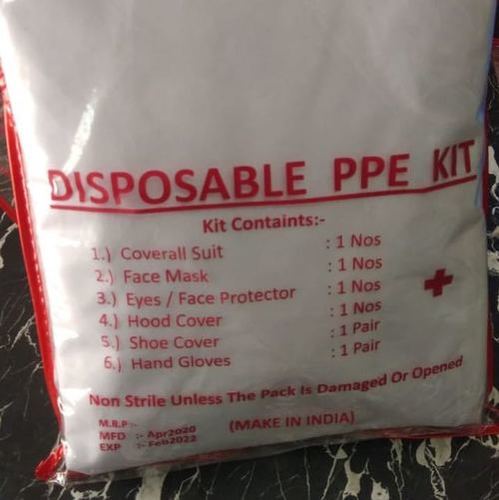 DISPOSABLE PPE KIT
Kit Containts:-
1.) Coverall Suit : 1 Nos
2.) Face Mask : 1 Nos
3.) Eyes / Face Protector : 1 Nos
4.) Hood Cover : 1 Nos
5.) Shoe Cover : 1 Pair
6.) Hand Gloves : 1 Pair
Non Strile Unless The Pack Is Damaged Or Opened
M.R.P :-
MFD :- Apr2020 (MAKE IN INDIA)
EXP :- Feb2022